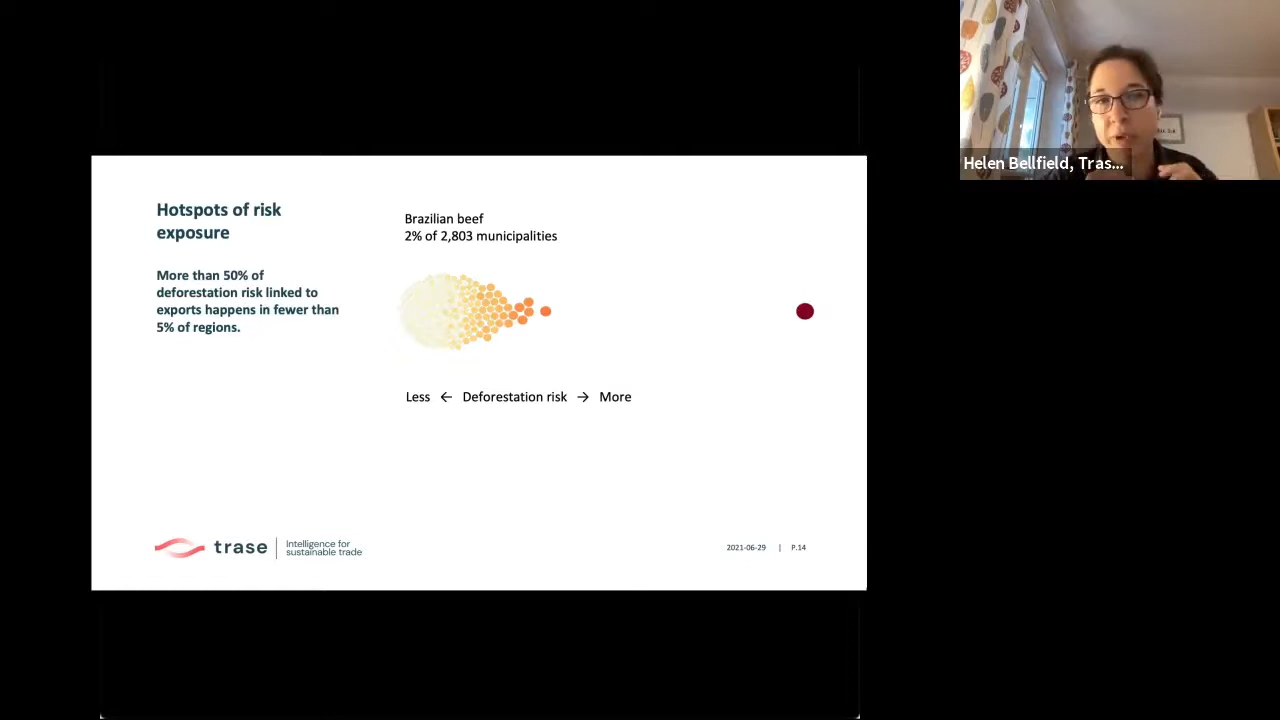 Hotspots of risk
exposure
More than 50% of
deforestation risk linked to
exports happens in fewer than
5% of regions.
Brazilian beef
2% of 2,803 municipalities
Less ← Deforestation risk → More
trase
Intelligence for
sustainable trade
2021-06-29 | P.14
Helen Bellfield, Tras...